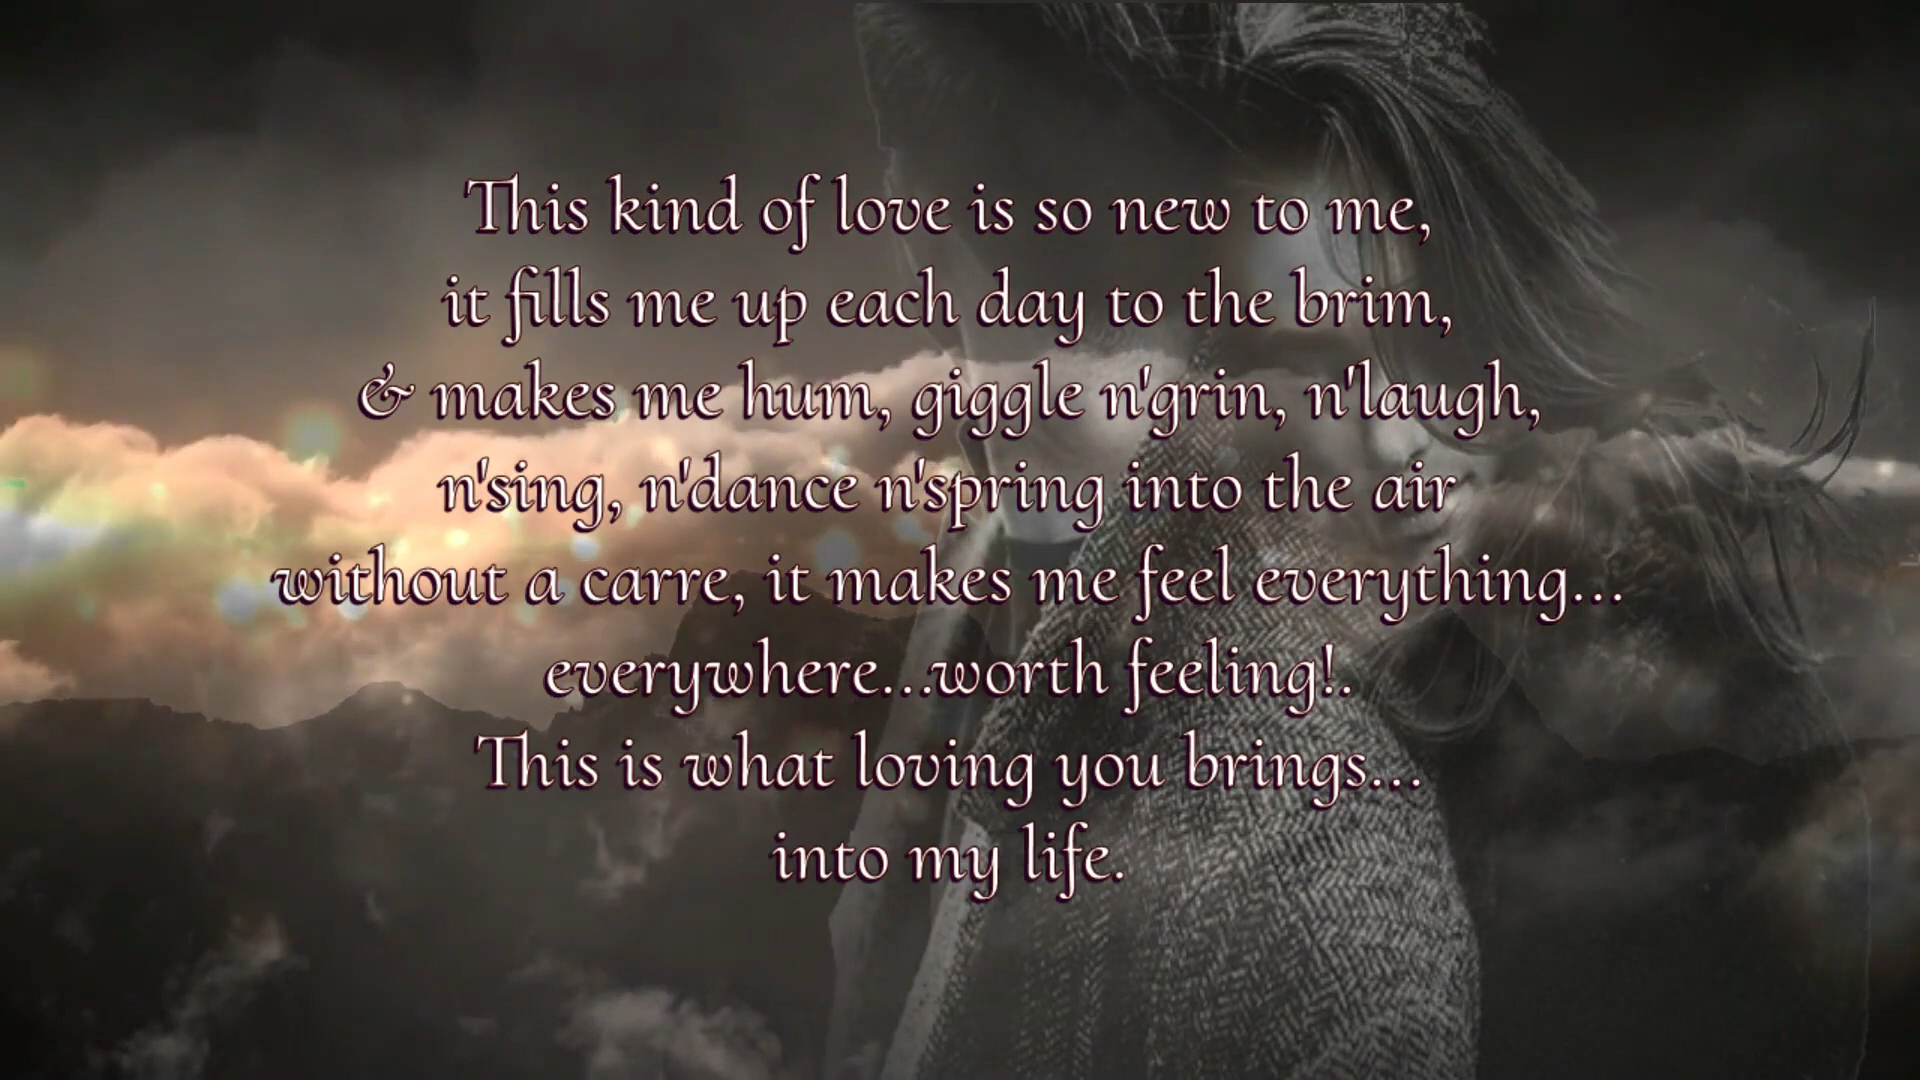 This kind of love is so new to me,
it fills me up each day to the brim,
& makes me hum, giggle n'grin, n'laugh,
n'sing, n'dance n'spring into the air
without a carre, it makes me feel everything...
everywhere...worth feeling!.
This is what loving you brings...
into my life.